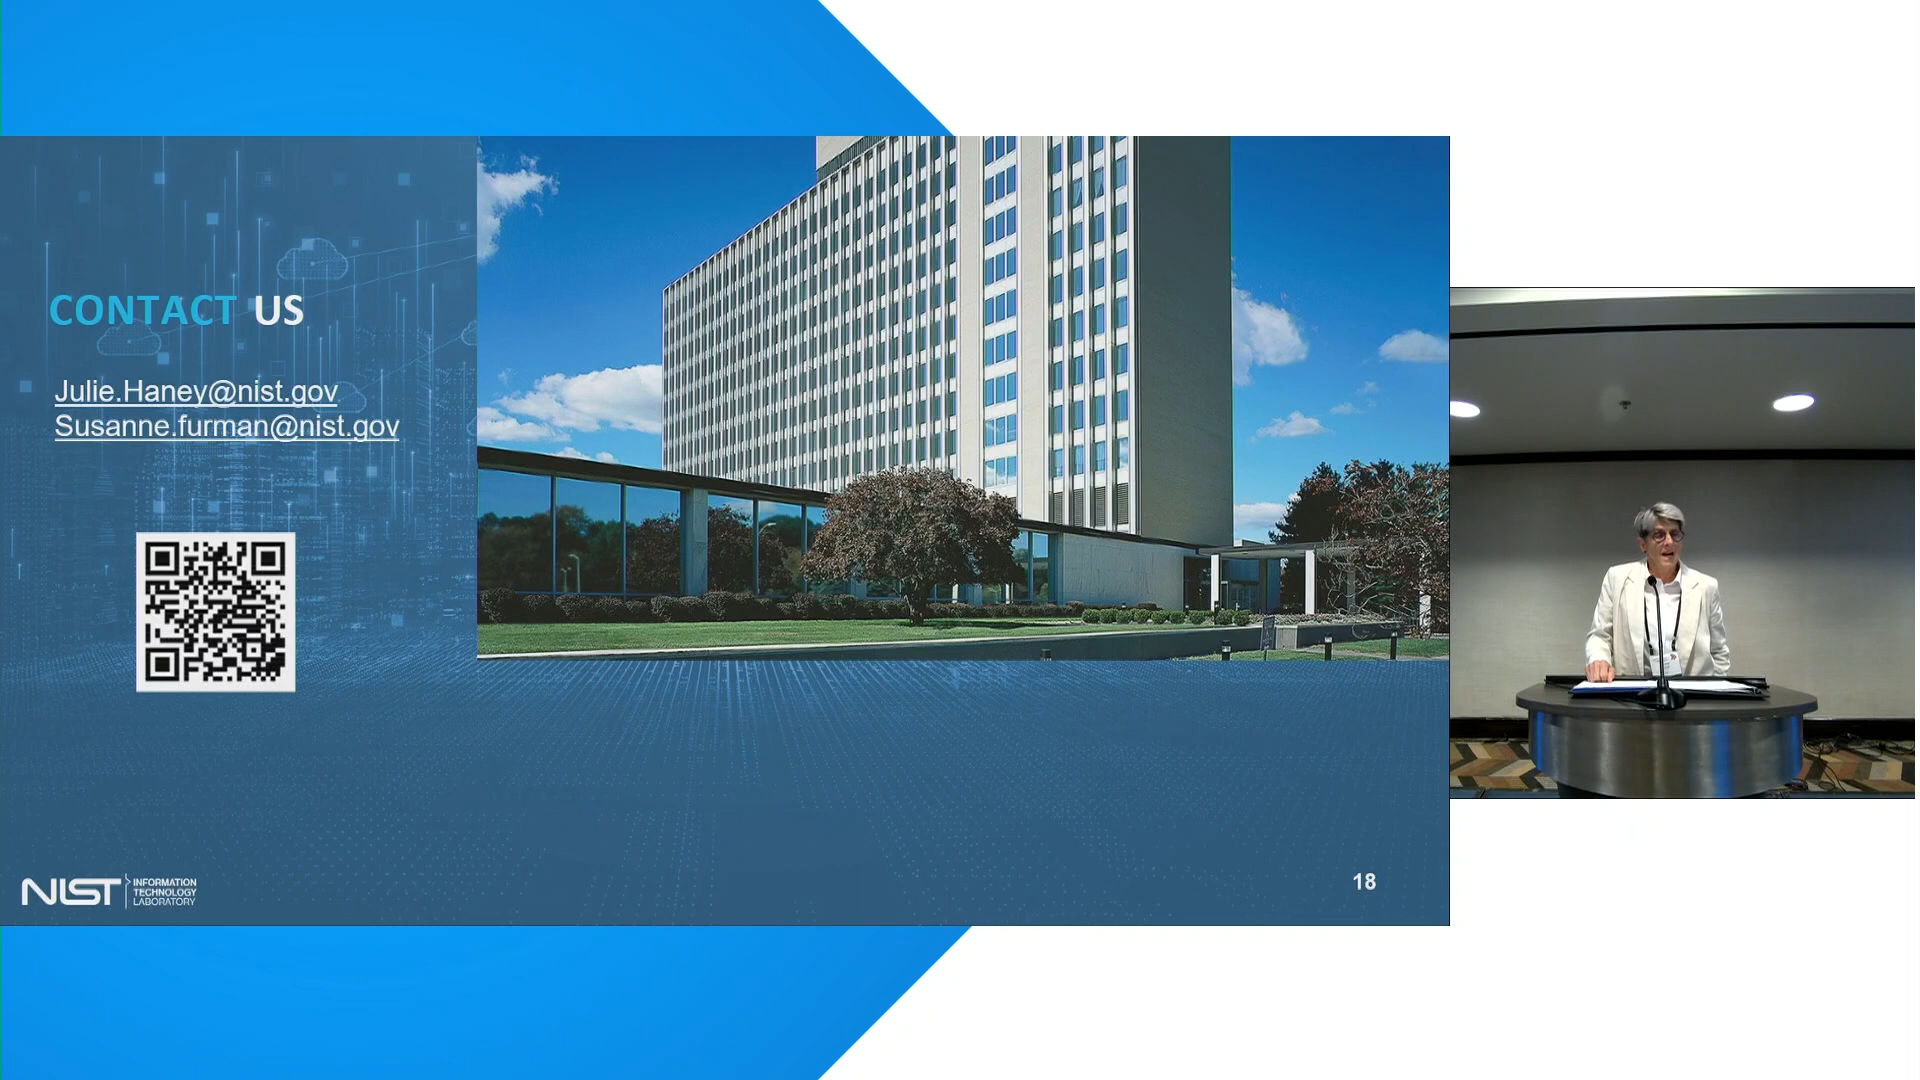 CONTACT US
Julie.Haney@nist.gov
Susanne.furman@nist.gov
NIST
INFORMATION
TECHNOLOGY
LABORATORY
18